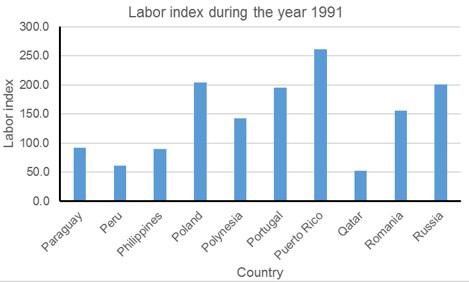 Labor index during the year 1991
300.0
250.0
200.0
150.0
100.0
50.0
0.0
Labor index
Paraguay
Peru
Philippines
Poland
Polynesia
Portugal
Puerto Rico
Qatar
Romania
Russia
Country